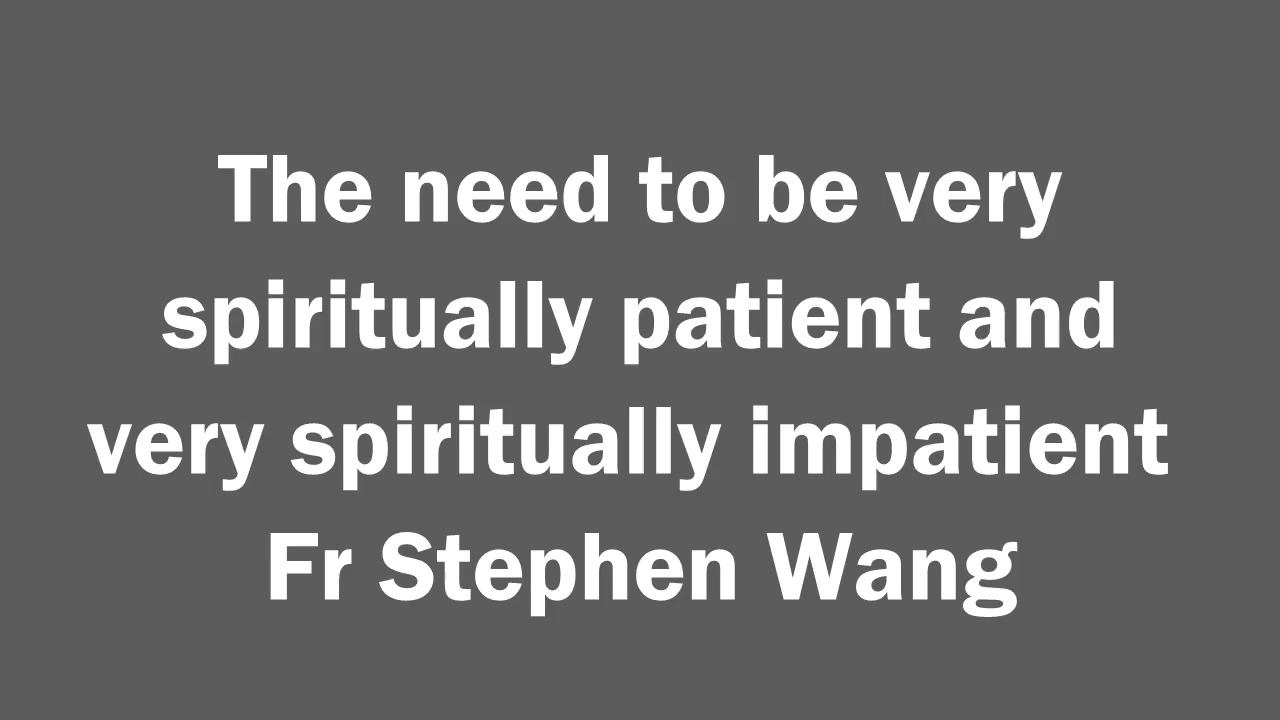 The need to be very
spiritually patient and
very spiritually impatient
Fr Stephen Wang